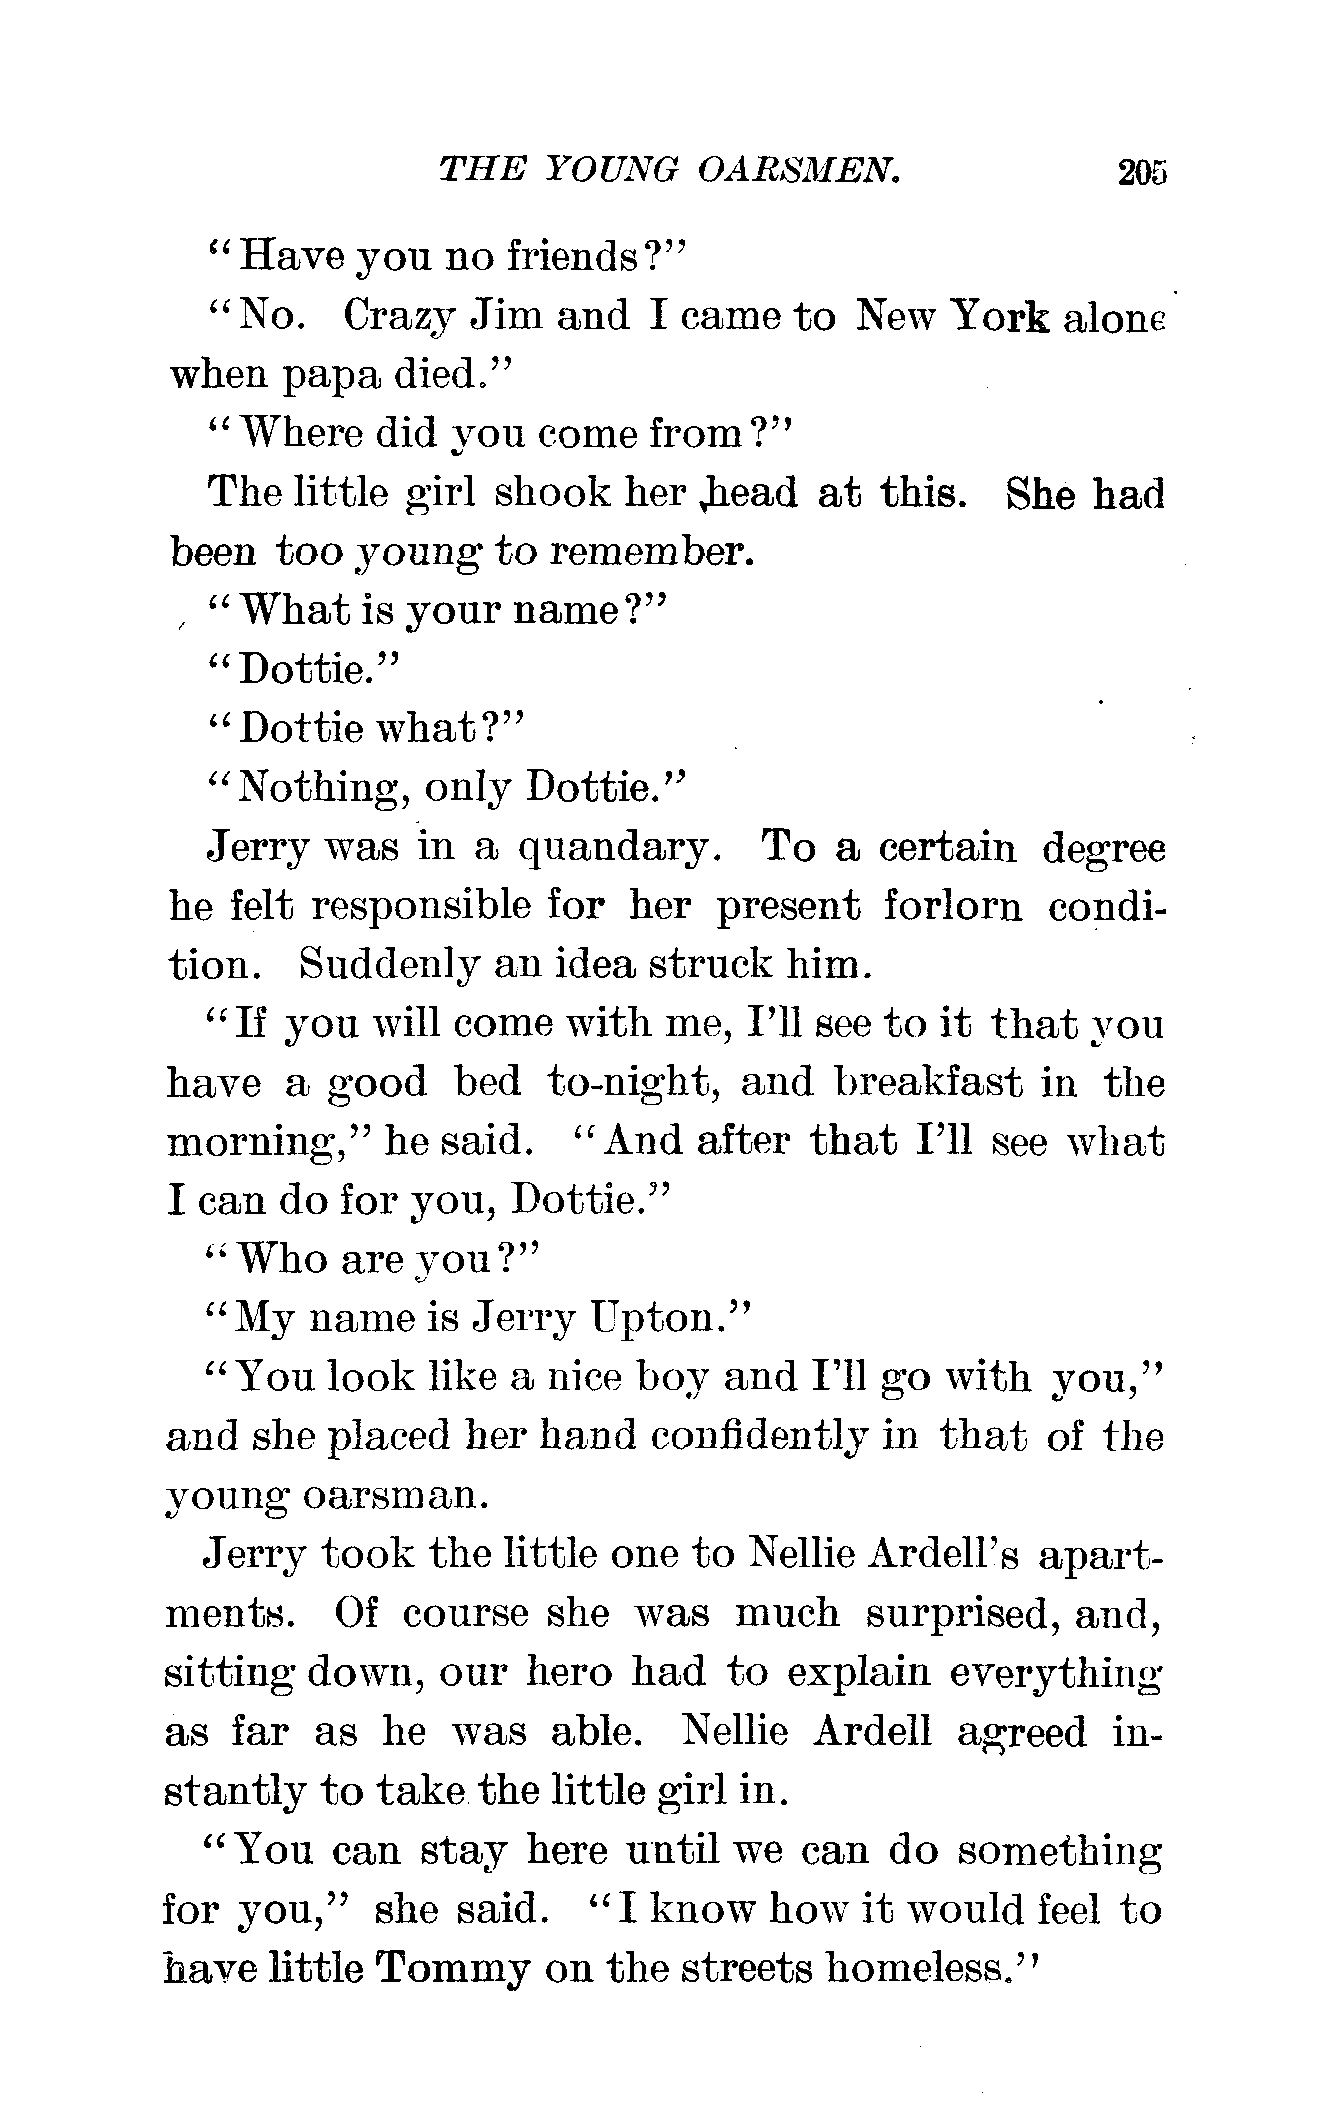 THE YOUNG OARSMEN. 205
"Have you no friends?"
"No. Crazy Jim and I came to New York alone
when papa died."
"Where did you come from?"
The little girl shook her head at this. She had
been too young to remember.
"What is your name?"
"Dottie."
"Dottie what?"
"Nothing, only Dottie."
Jerry was in a quandary. To a certain degree
he felt responsible for her present forlorn condi-
tion. Suddenly an idea struck him.
"If you will come with me, I'll see to it that you
have a good bed to-night, and breakfast in the
morning," he said. "And after that I'll see what
I can do for you, Dottie."
"Who are you?"
"My name is Jerry Upton."
"You look like a nice boy and I'll go with you,"
and she placed her hand confidently in that of the
young oarsman.
Jerry took the little one to Nellie Ardell's apart-
ments. Of course she was much surprised, and,
sitting down, our hero had to explain everything
as far as he was able. Nellie Ardell agreed in-
stantly to take the little girl in.
"You can stay here until we can do something
for you," she said. "I know how it would feel to
have little Tommy on the streets homeless."